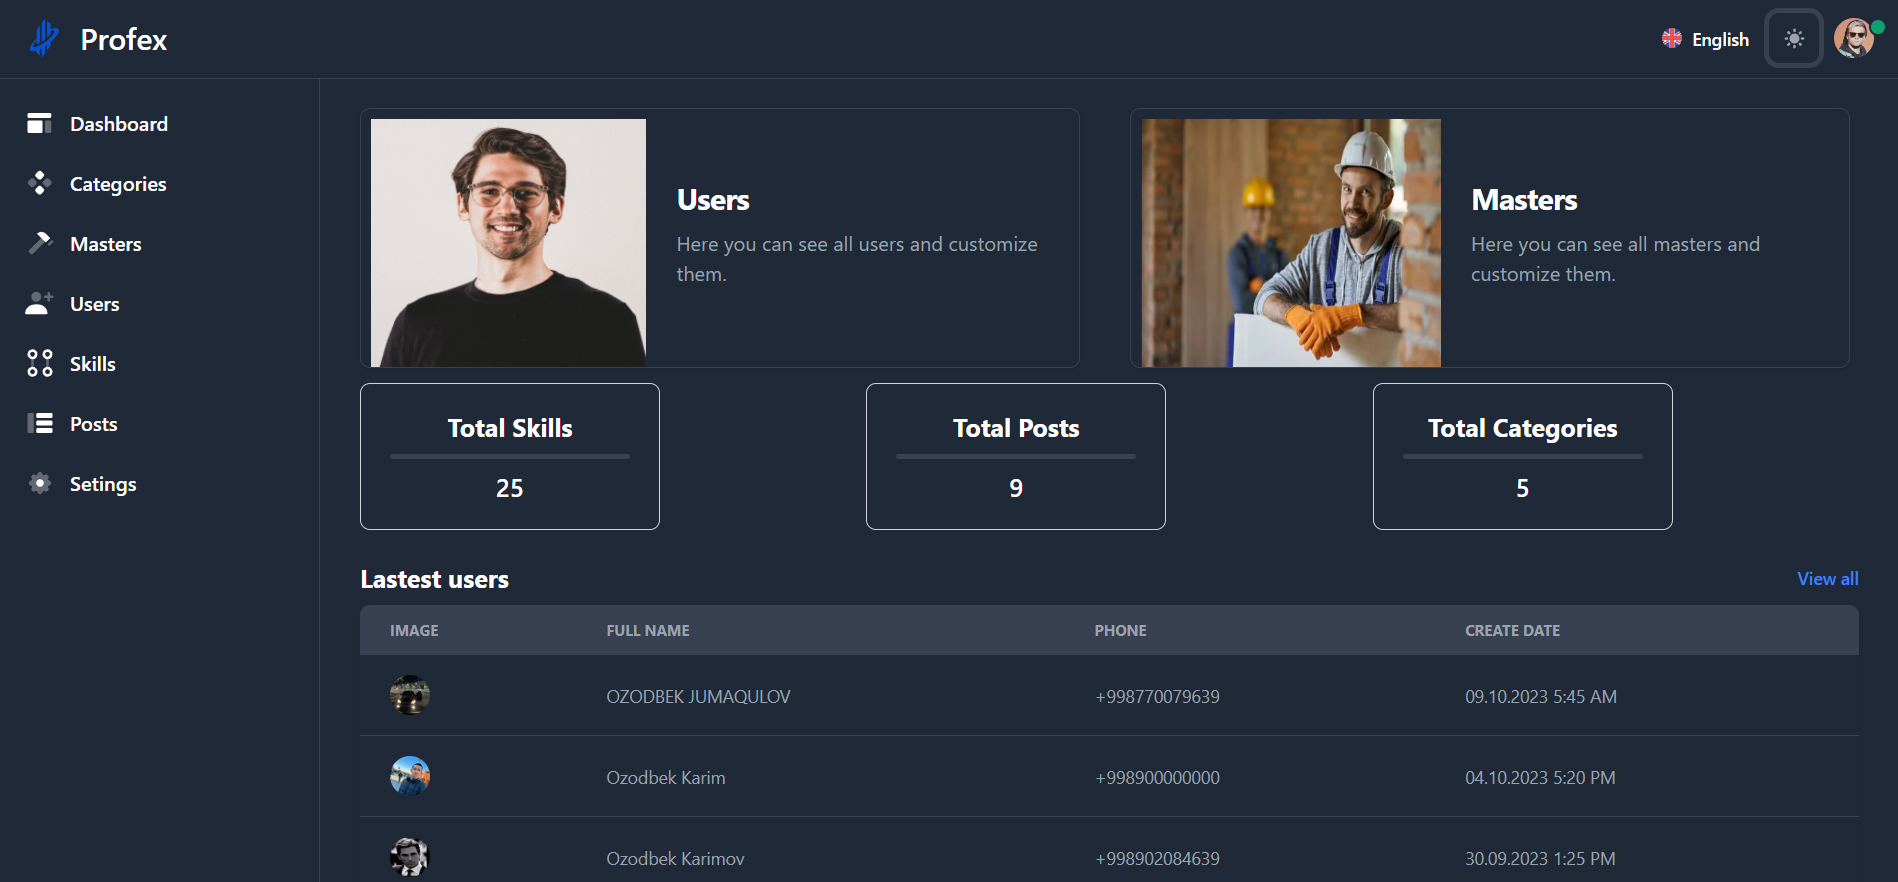 Profex
English
Dashboard
Categories
Masters
Users
Skills
Posts
Setings
Users
Here you can see all users and customize
them.
Masters
Here you can see all masters and
customize them.
Total Skills
25
Total Posts
9
Total Categories
5
Lastest users
View all
IMAGE FULL NAME PHONE CREATE DATE
OZODBEK JUMAQULOV +998770079639 09.10.2023 5:45 AM
Ozodbek Karim +998900000000 04.10.2023 5:20 PM
Ozodbek Karimov +998902084639 30.09.2023 1:25 PM